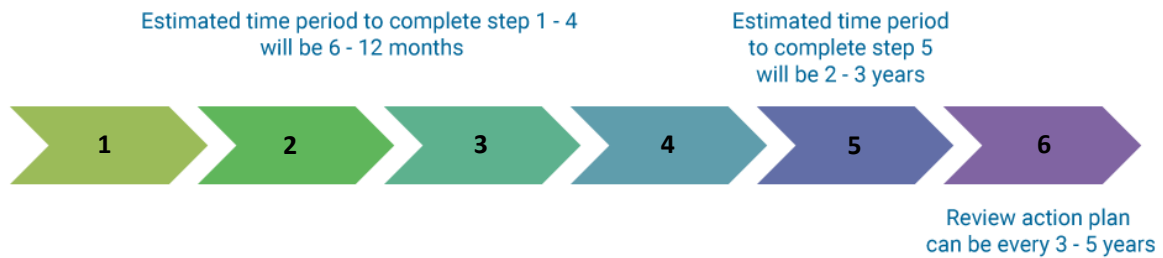 Estimated time period to complete step 1 - 4
will be 6 - 12 months
Estimated time period
to complete step 5
will be 2 - 3 years
1
2
3
4
5
6
Review action plan
can be every 3 - 5 years